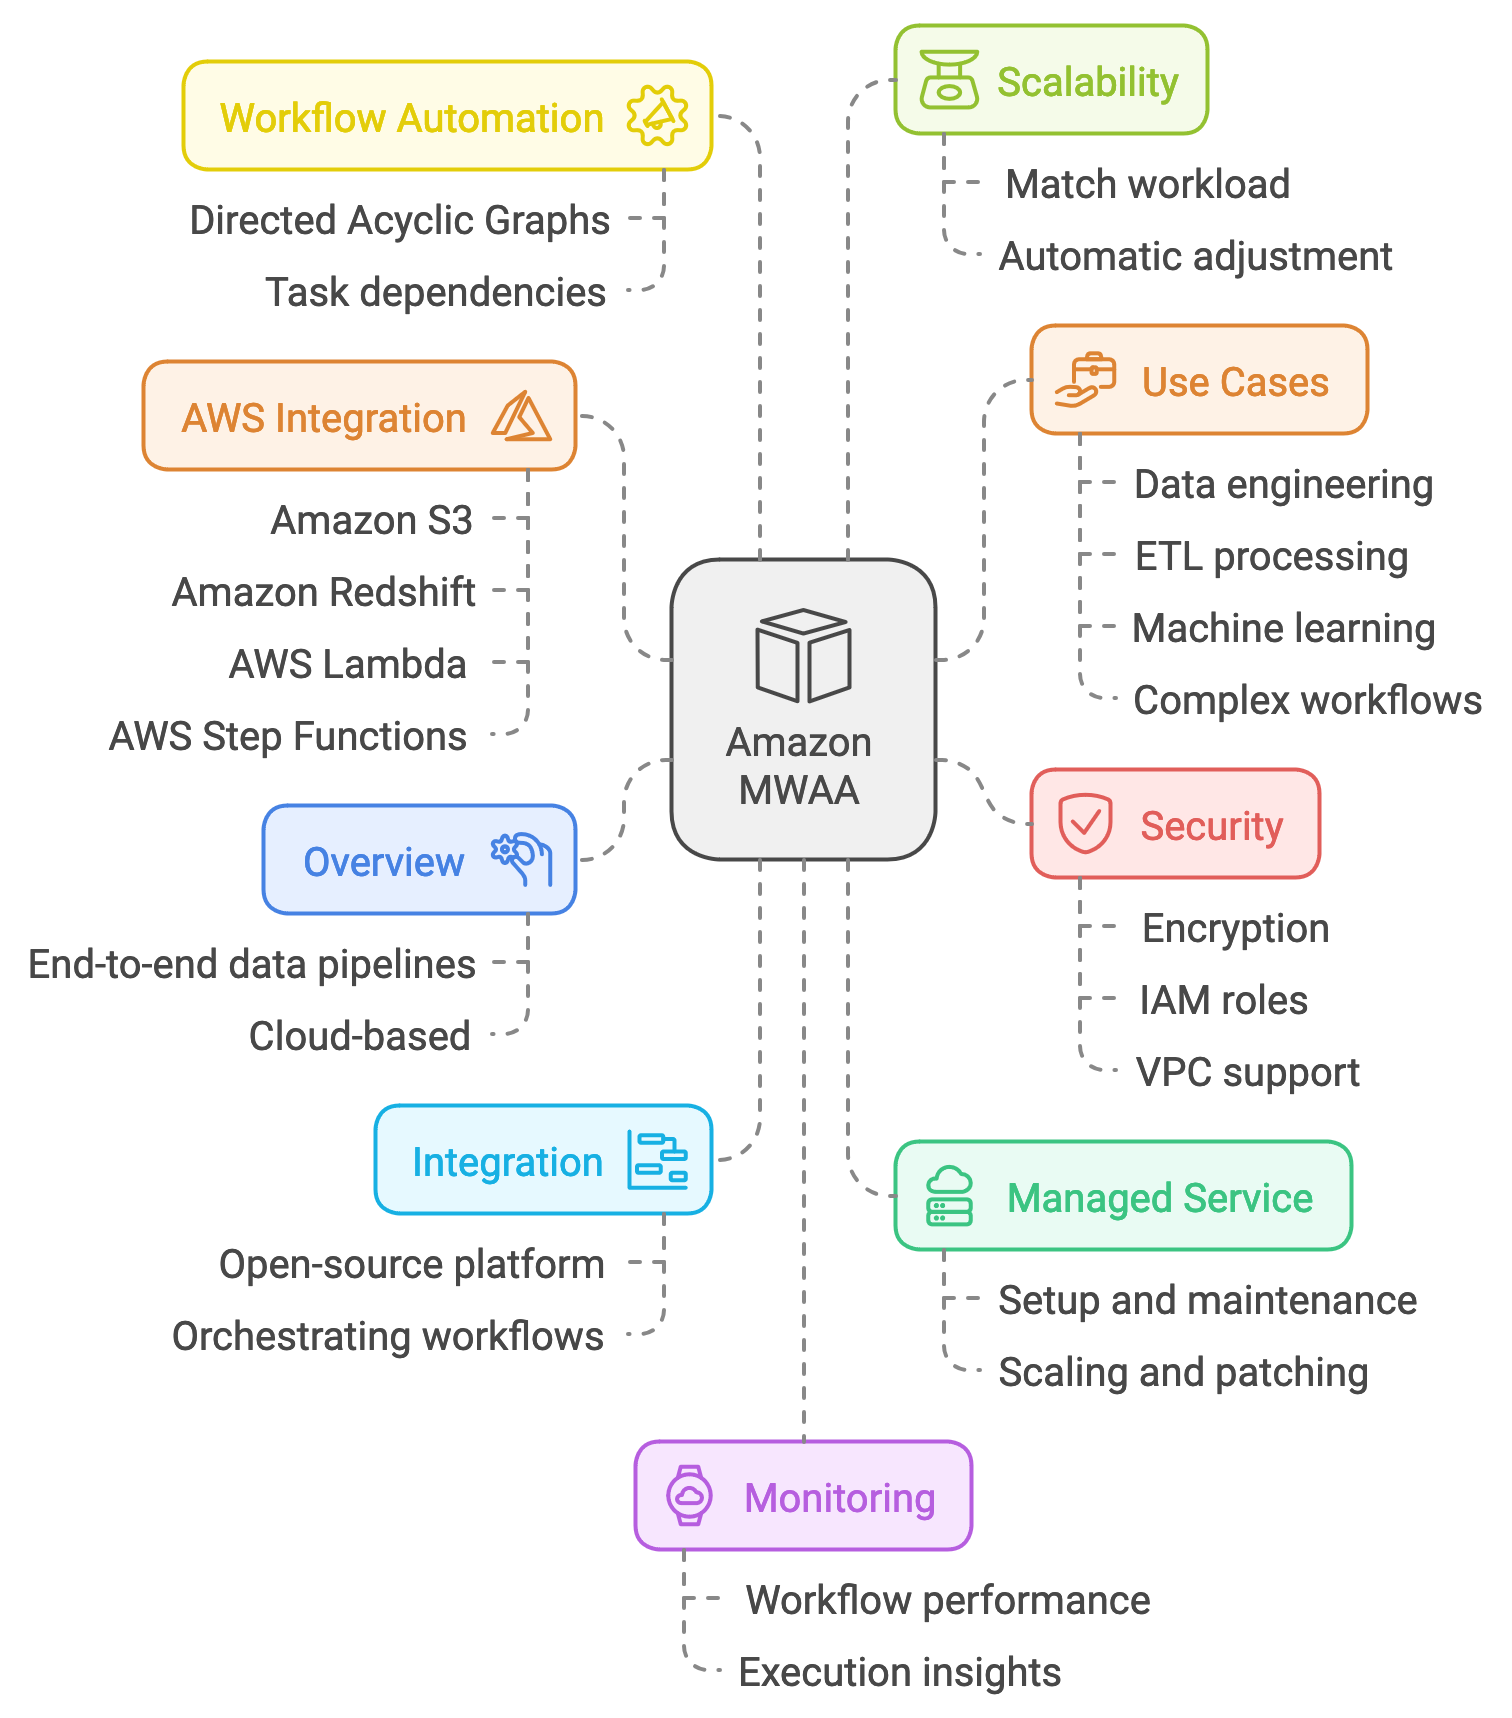 Workflow Automation
Directed Acyclic Graphs
Task dependencies
AWS Integration
Amazon S3
Amazon Redshift
AWS Lambda
AWS Step Functions
Overview
End-to-end data pipelines
Cloud-based
Integration
Open-source platform
Orchestrating workflows
Amazon
MWAA
Scalability
Match workload
Automatic adjustment
Use Cases
Data engineering
ETL processing
Machine learning
Complex workflows
Security
Encryption
IAM roles
VPC support
Managed Service
Setup and maintenance
Scaling and patching
Monitoring
Workflow performance
Execution insights